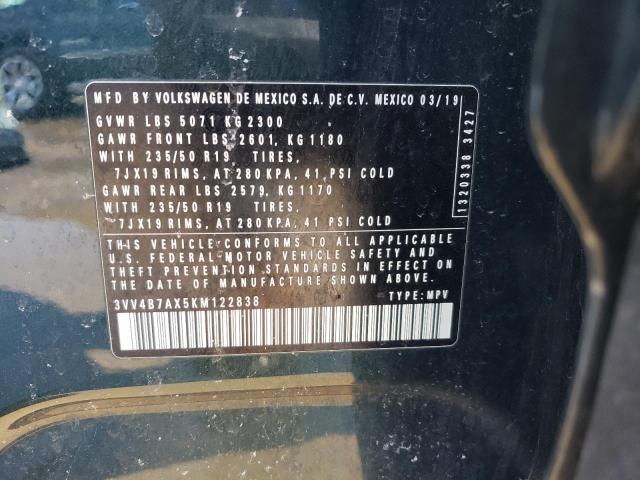 MFD BY VOLKSWAGEN DE MEXICO S.A. DE C.V. MEXICO 03/19
GVWR LBS 5071 KG 2300
GAWR FRONT LBS 2601, KG 1180
WITH 235/50 R19 TIRES,
7JX19 RIMS, AT 280 KPA, 41 PSI COLD
GAWR REAR LBS 2579, KG 1170
WITH 235/50 R19 TIRES,
7JX19 RIMS, AT 280 KPA, 41 PSI COLD
THIS VEHICLE CONFORMS TO ALL APPLICABLE
U.S. FEDERAL MOTOR VEHICLE SAFETY AND
THEFT PREVENTION STANDARDS IN EFFECT ON
THE DATE OF MANUFACTURE SHOWN ABOVE.
3VV4B7AX5KM122838 TYPE: MPV
1320338 3427